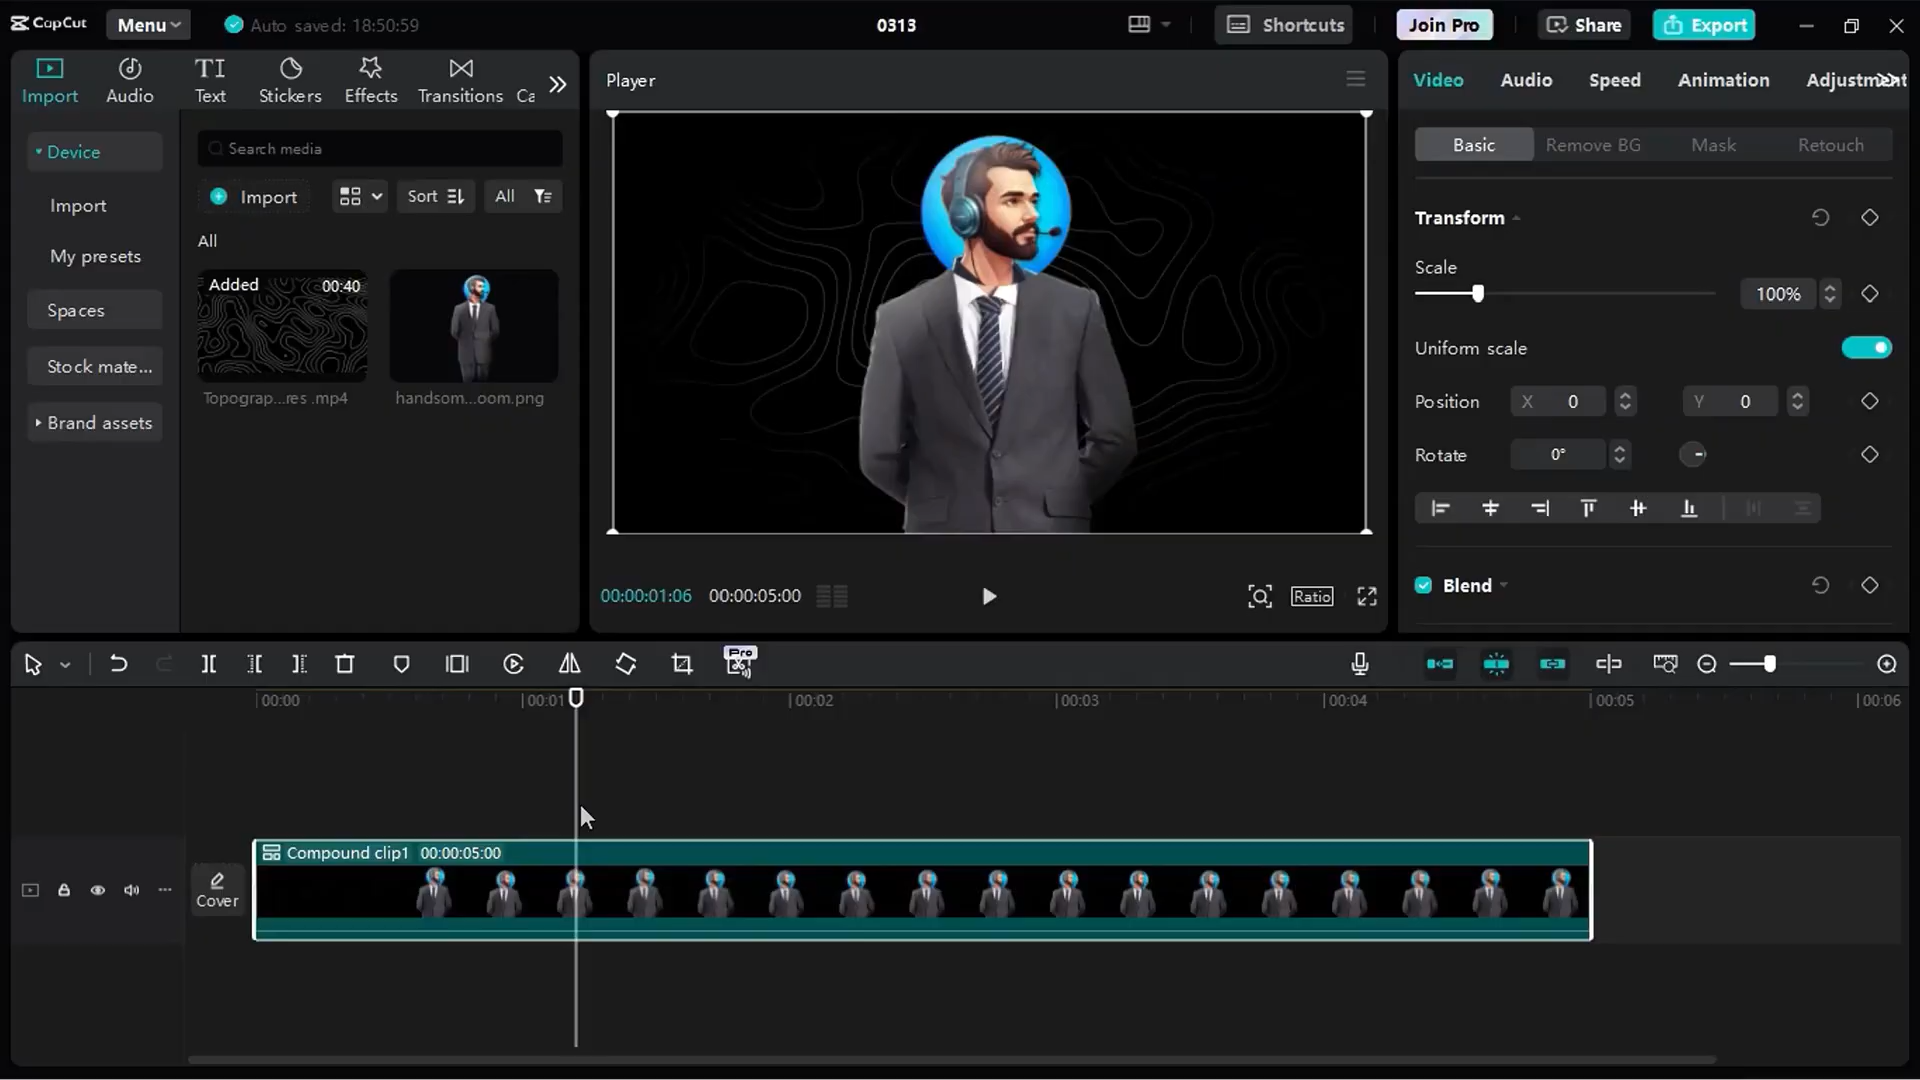 CapCut
Menu
Auto saved: 18:50:59
0313
Shortcuts
Join Pro
Share
Export
Import
Audio
TI
Text
Stickers
Effects
Transitions
Ca
Device
Import
My presets
Spaces
Stock mate...
Brand assets
Search media
Import
Sort
All
All
Added 00:40
Topograp...res .mp4
handsom...oom.png
Player
00:00:01:06
00:00:05:00
Ratio
Video
Audio
Speed
Animation
Adjustment
Basic
Remove BG
Mask
Retouch
Transform
Scale
100%
Uniform scale
Position
X 0
Y 0
Rotate
0°
Blend
Pro
00:00
00:01
00:02
00:03
00:04
00:05
00:06
Compound clip1 00:00:05:00
Cover